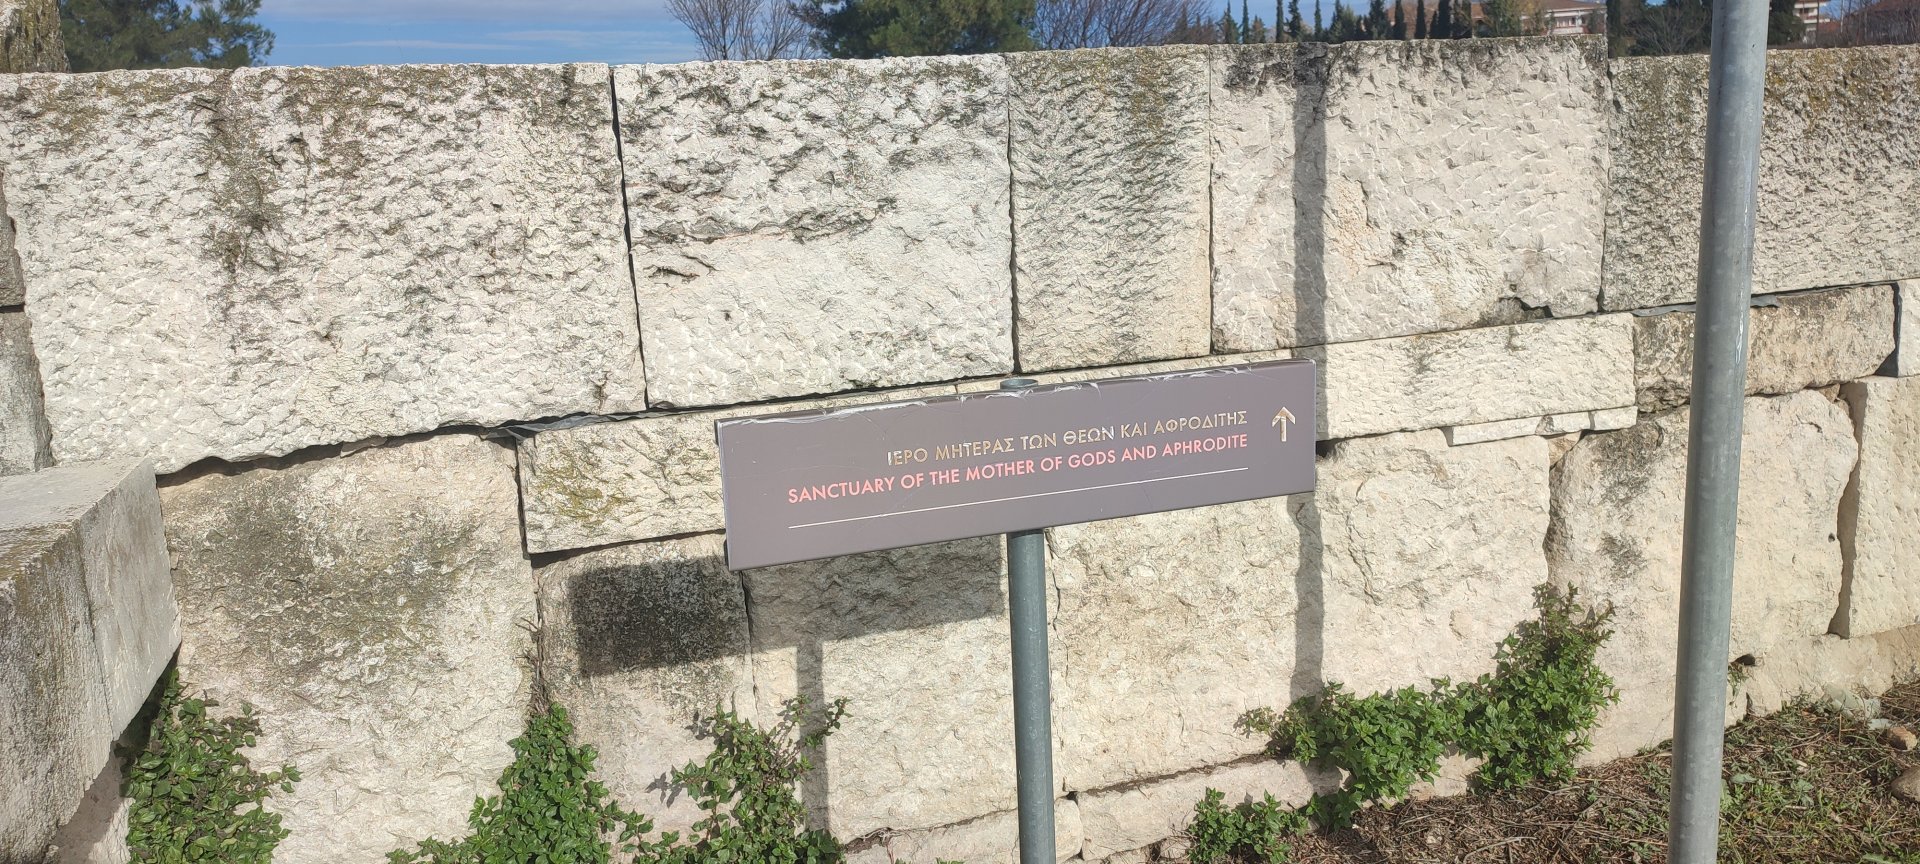 ΙΕΡΟ ΜΗΤΕΡΑΣ ΤΩΝ ΘΕΩΝ ΚΑΙ ΑΦΡΟΔΙΤΗΣ
SANCTUARY OF THE MOTHER OF GODS AND APHRODITE